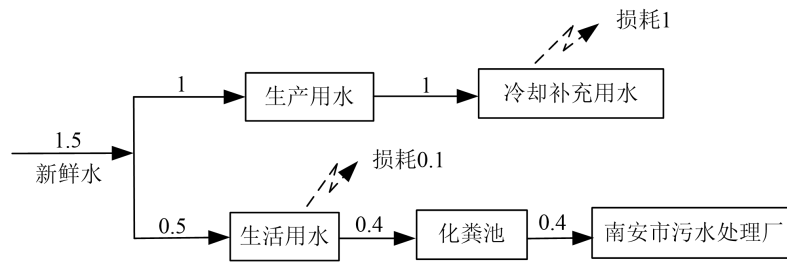 损耗1
1
生产用水
1
冷却补充用水
1.5
新鲜水
损耗0.1
0.5
生活用水
0.4
化粪池
0.4
南安市污水处理厂